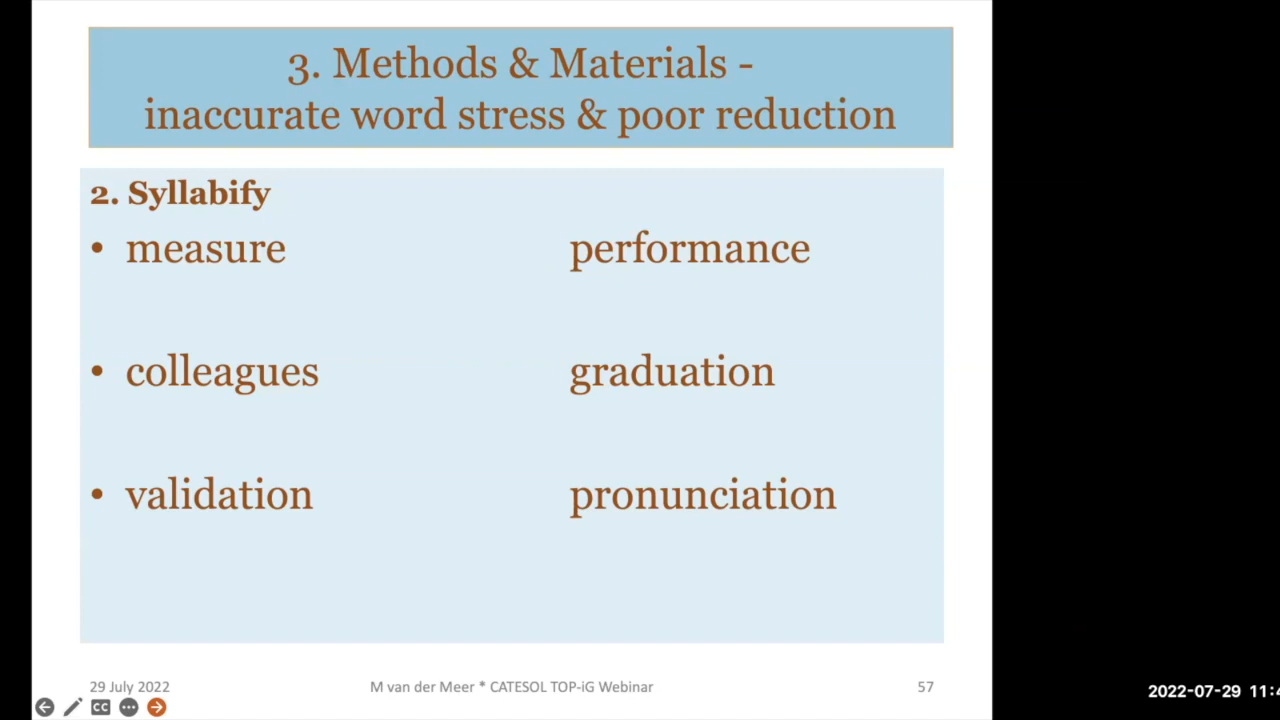 3. Methods & Materials -
inaccurate word stress & poor reduction
2. Syllabify
• measure performance
• colleagues graduation
• validation pronunciation
29 July 2022 M van der Meer * CATESOL TOP-iG Webinar 57
CC
2022-07-29 11:4